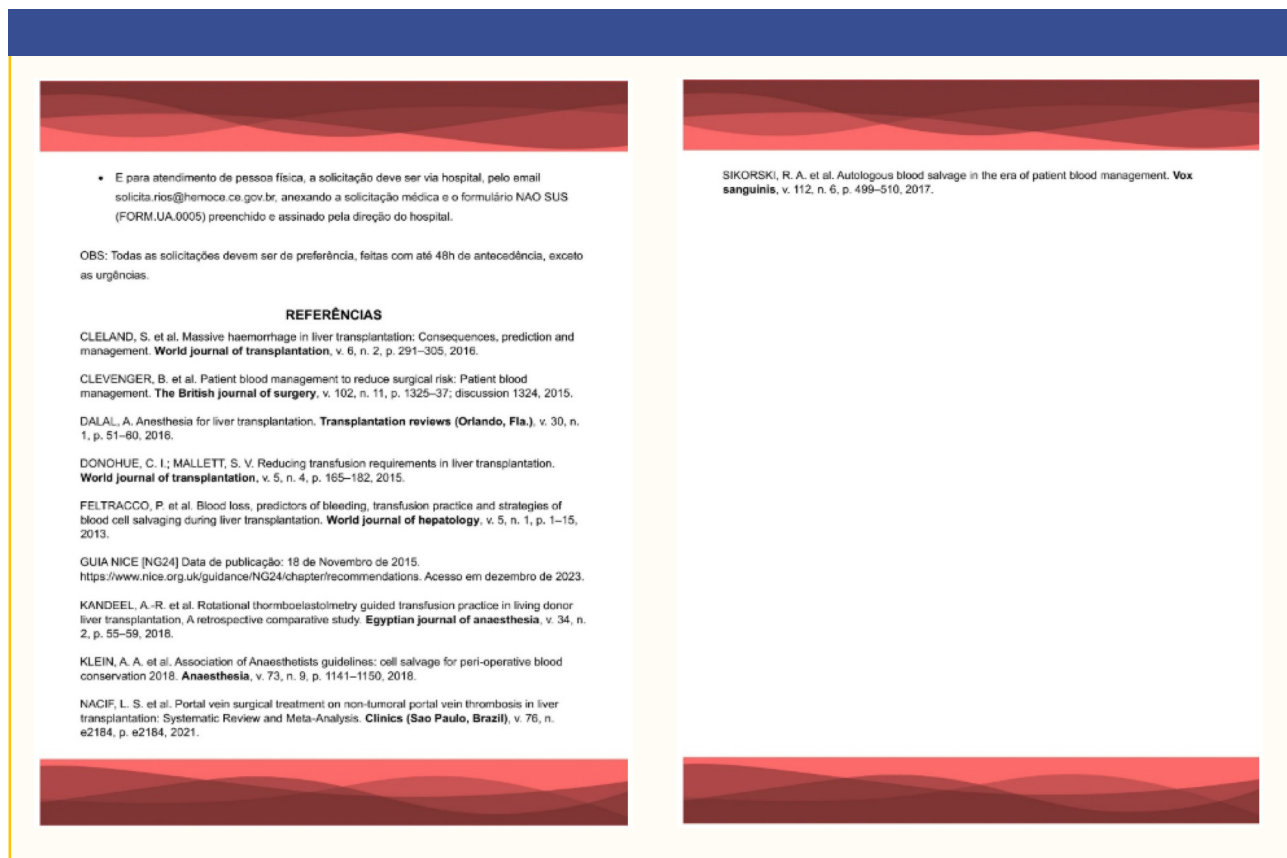 • E para atendimento de pessoa física, a solicitação deve ser via hospital, pelo email
solicita.rios@hemoce.ce.gov.br, anexando a solicitação médica e o formulário NAO SUS
(FORM.UA.0005) preenchido e assinado pela direção do hospital.
OBS: Todas as solicitações devem ser de preferência, feitas com até 48h de antecedência, exceto
as urgências.
REFERÊNCIAS
CLELAND, S. et al. Massive haemorrhage in liver transplantation: Consequences, prediction and
management. World journal of transplantation, v. 6, n. 2, p. 291–305, 2016.
CLEVENGER, B. et al. Patient blood management to reduce surgical risk: Patient blood
management. The British journal of surgery, v. 102, n. 11, p. 1325–37; discussion 1324, 2015.
DALAL, A. Anesthesia for liver transplantation. Transplantation reviews (Orlando, Fla.), v. 30, n.
1, p. 51–60, 2016.
DONOHUE, C. I.; MALLETT, S. V. Reducing transfusion requirements in liver transplantation.
World journal of transplantation, v. 5, n. 4, p. 165–182, 2015.
FELTRACCO, P. et al. Blood loss, predictors of bleeding, transfusion practice and strategies of
blood cell salvaging during liver transplantation. World journal of hepatology, v. 5, n. 1, p. 1–15,
2013.
GUIA NICE [NG24] Data de publicação: 18 de Novembro de 2015.
https://www.nice.org.uk/guidance/NG24/chapter/recommendations. Acesso em dezembro de 2023.
KANDEEL, A.-R. et al. Rotational thormboelastolmetry guided transfusion practice in living donor
liver transplantation, A retrospective comparative study. Egyptian journal of anaesthesia, v. 34, n.
2, p. 55–59, 2018.
KLEIN, A. A. et al. Association of Anaesthetists guidelines: cell salvage for peri-operative blood
conservation 2018. Anaesthesia, v. 73, n. 9, p. 1141–1150, 2018.
NACIF, L. S. et al. Portal vein surgical treatment on non-tumoral portal vein thrombosis in liver
transplantation: Systematic Review and Meta-Analysis. Clinics (Sao Paulo, Brazil), v. 76, n.
e2184, p. e2184, 2021.
SIKORSKI, R. A. et al. Autologous blood salvage in the era of patient blood management. Vox
sanguinis, v. 112, n. 6, p. 499–510, 2017.